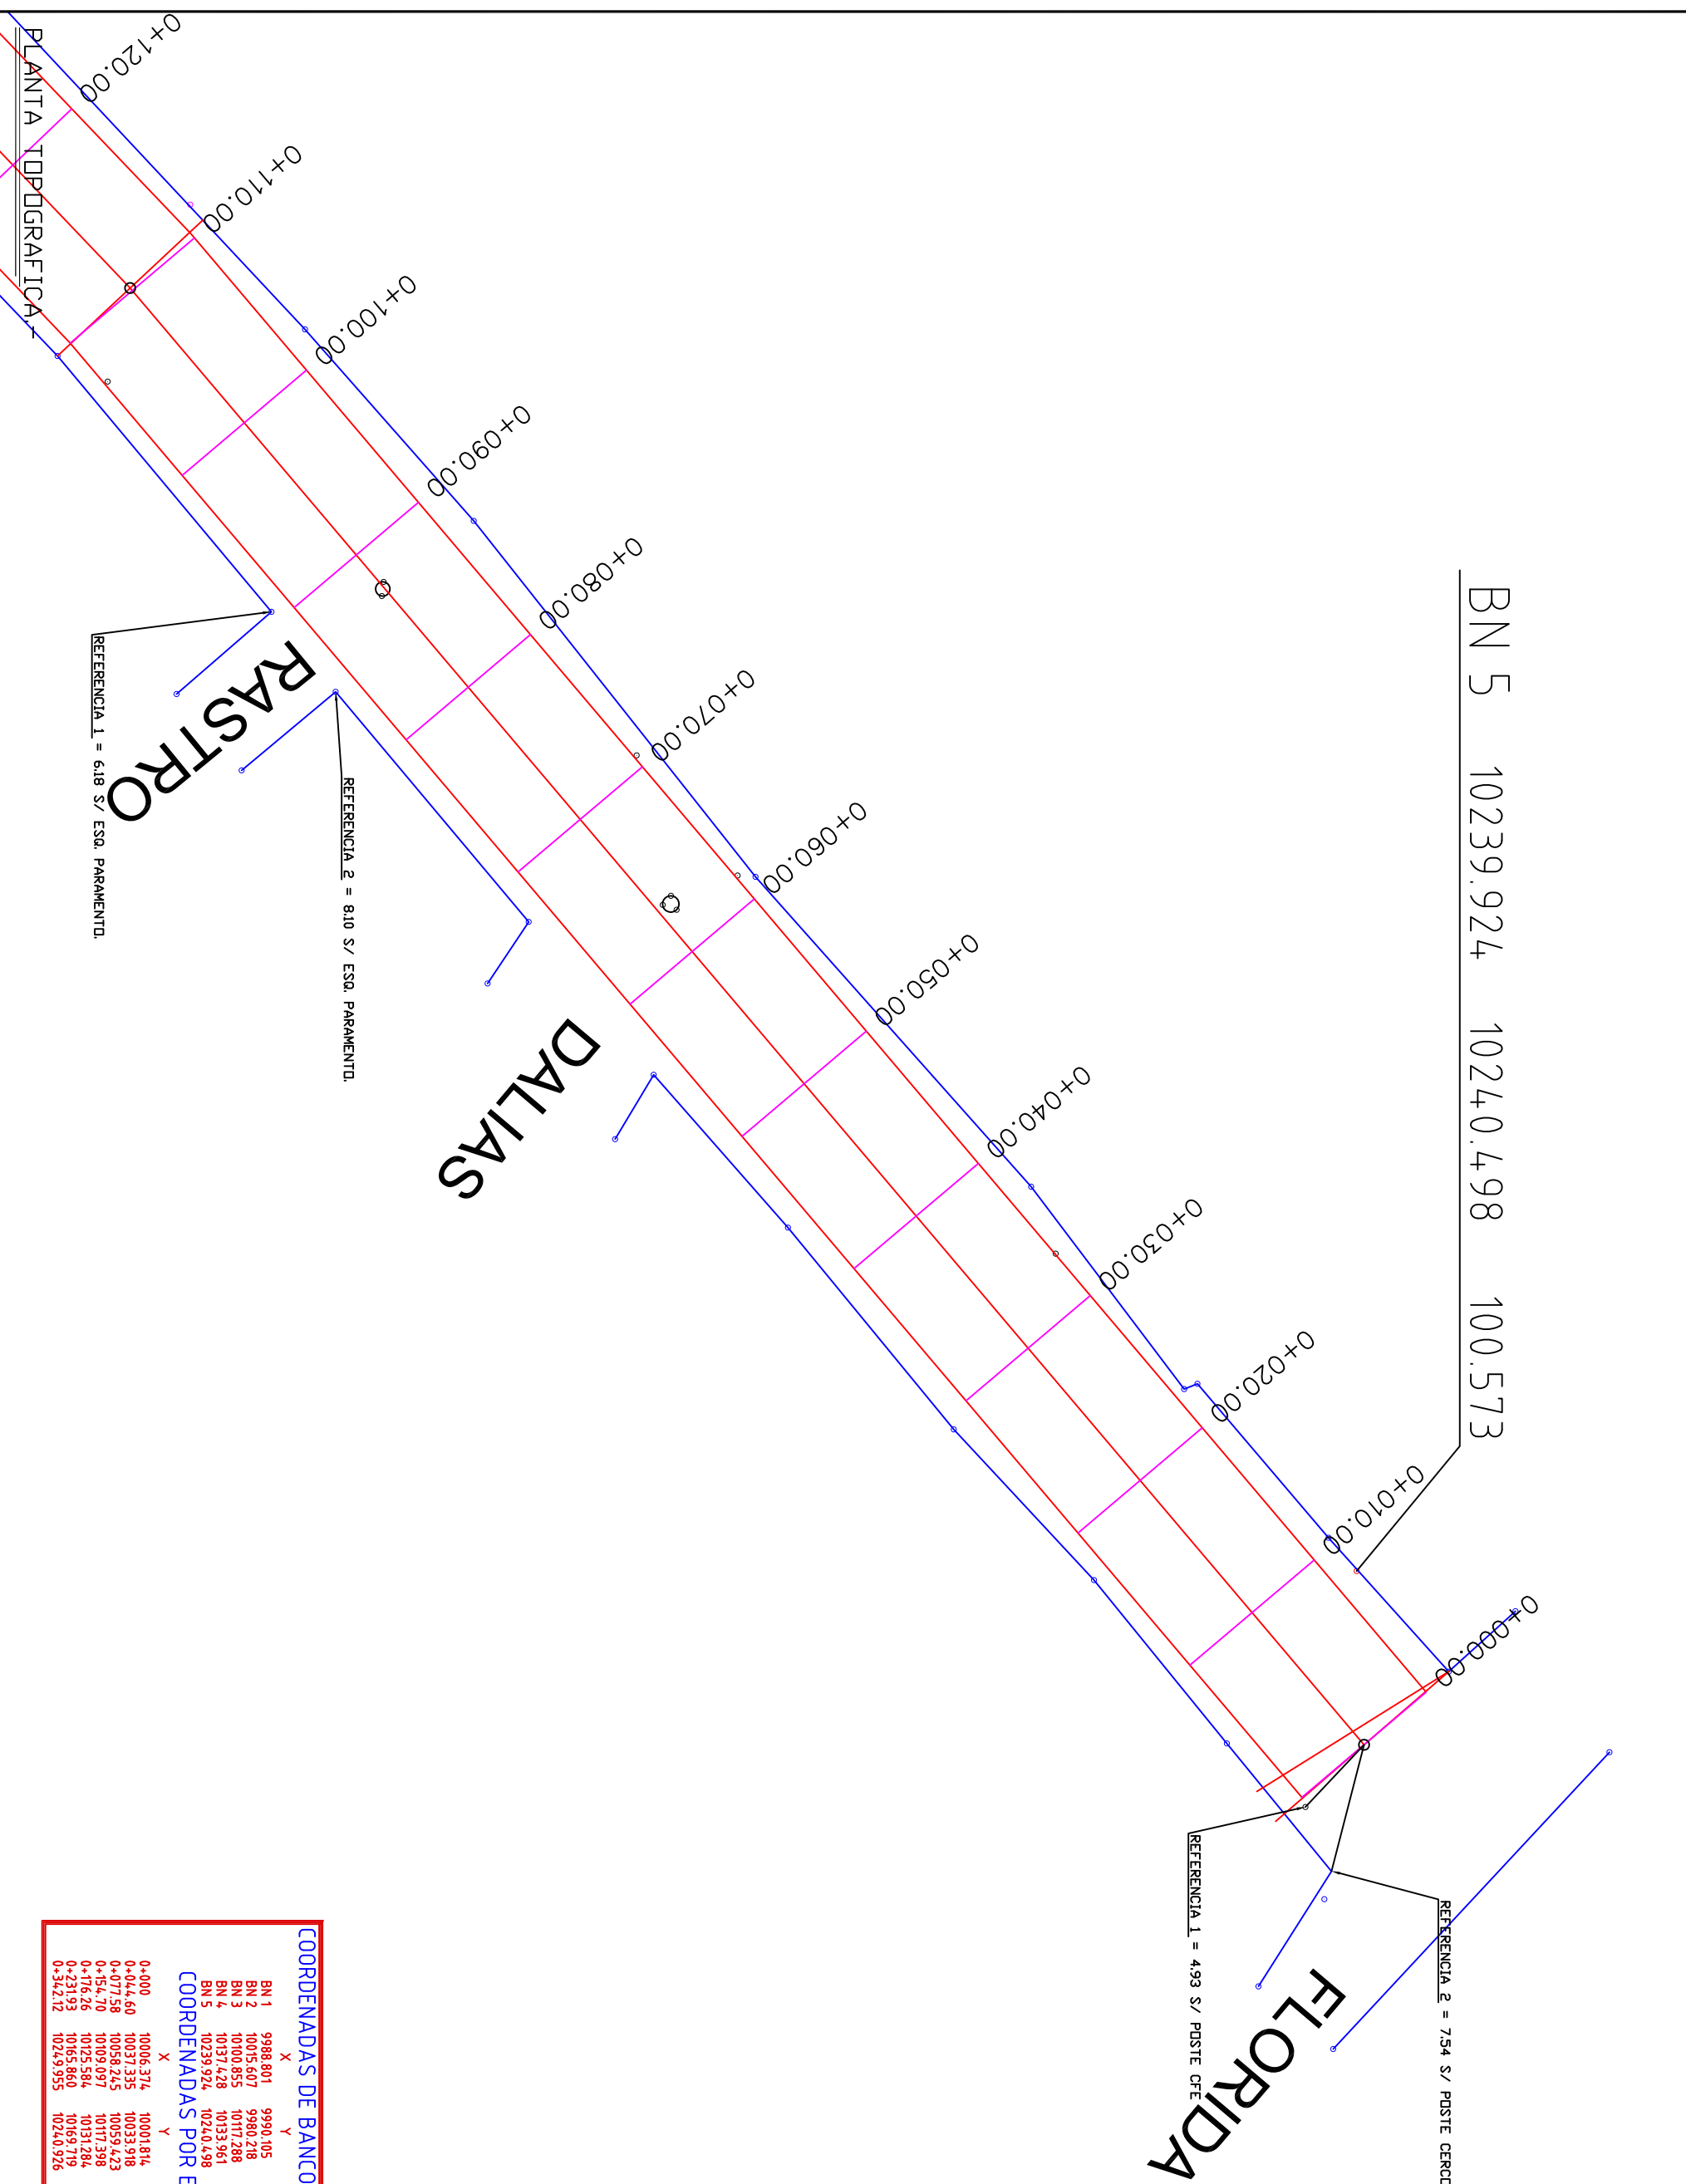 BN 5 10239.924 10240.498 100.573
0+000.00
0+010.00
0+020.00
0+030.00
0+040.00
0+050.00
0+060.00
0+070.00
0+080.00
0+090.00
0+100.00
0+110.00
0+120.00
REFERENCIA 2 = 7.54 S/ POSTE CERCO
REFERENCIA 1 = 4.93 S/ POSTE CFE
FLORIDA
DALIAS
RASTRO
REFERENCIA 2 = 8.10 S/ ESQ. PARAMENTO.
REFERENCIA 1 = 6.18 S/ ESQ. PARAMENTO.
PLANTA TOPOGRAFICA.-
COORDENADAS DE BANCO
X Y
BN 1 9988.801 9990.105
BN 2 10015.607 9980.218
BN 3 10100.855 10117.288
BN 4 10137.428 10133.961
BN 5 10239.924 10240.498
COORDENADAS POR E
X Y
0+000 10006.374 10001.814
0+044.60 10037.335 10033.918
0+077.58 10058.245 10059.423
0+154.70 10109.097 10117.398
0+176.26 10125.584 10131.284
0+231.93 10165.860 10169.719
0+342.12 10249.955 10240.926